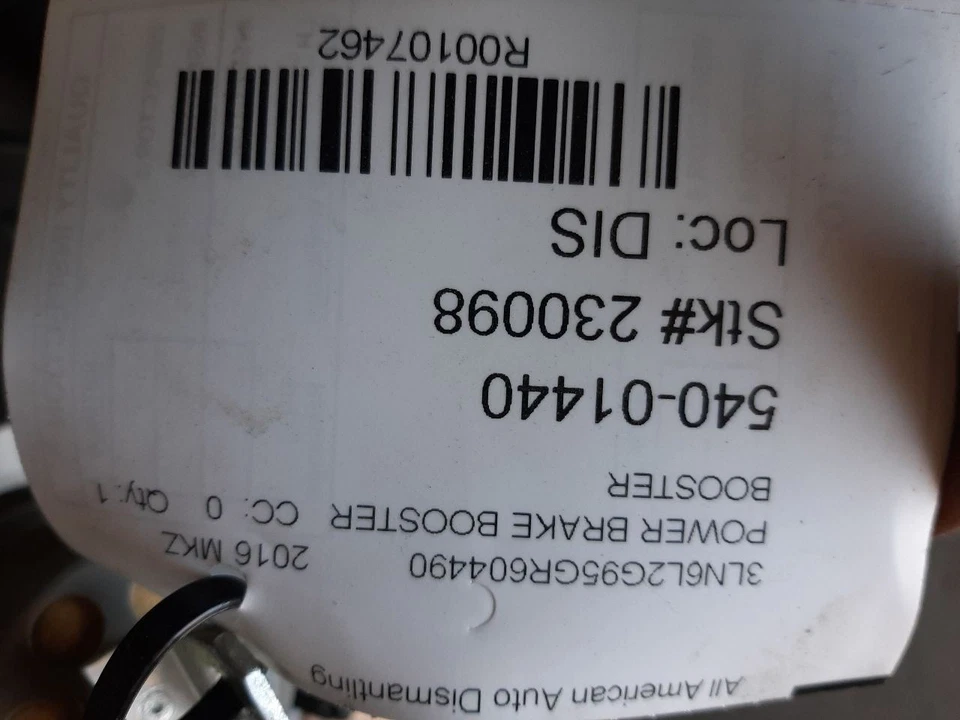 All American Auto Dismantling
3LN6L2G95GR604490 2016 MKZ
POWER BRAKE BOOSTER CC: 0 Qty: 1
BOOSTER
540-01440
Stk# 230098
Loc: DIS
R00107462